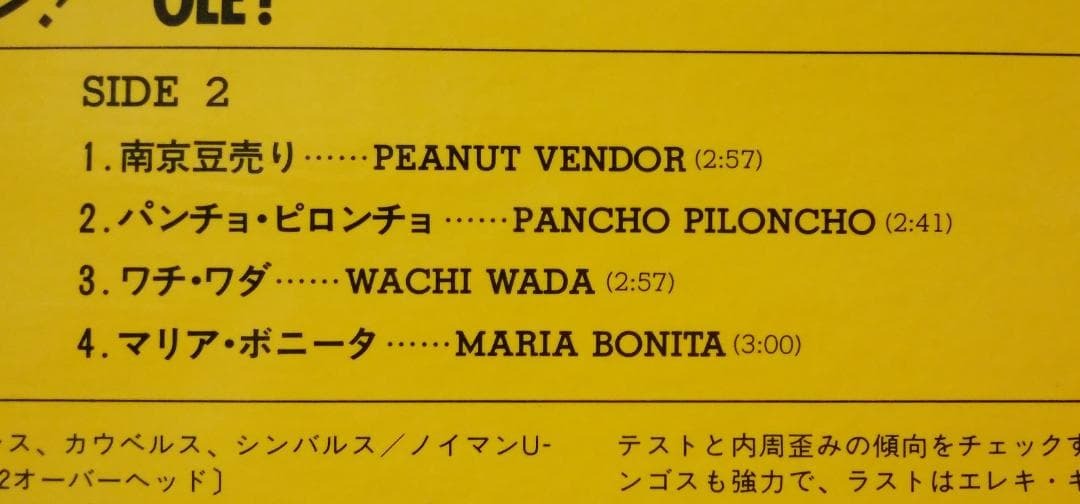 OLE!
SIDE 2
1.南京豆売り……PEANUT VENDOR (2:57)
2.パンチョ・ピロンチョ……PANCHO PILONCHO (2:41)
3.ワチ・ワダ……WACHI WADA (2:57)
4.マリア・ボニータ……MARIA BONITA (3:00)
ス、カウベルス、シンバルス／ノイマンU-
2オーバーヘッド〕
テストと内周歪みの傾向をチェックす
ンゴスも強力で、ラストはエレキ・ギ